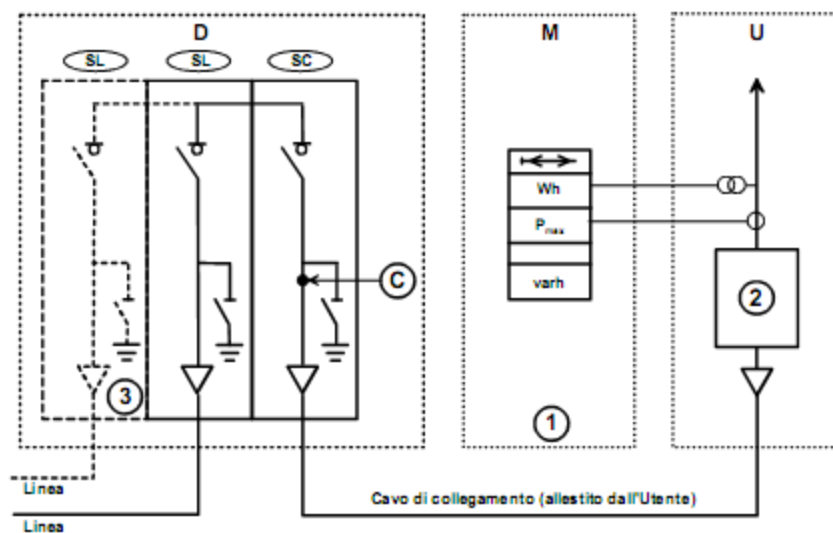 D M U
SL SL SC
Wh
Pmax
varh
C
2
3
1
Linea
Cavo di collegamento (allestito dall'Utente)
Linea